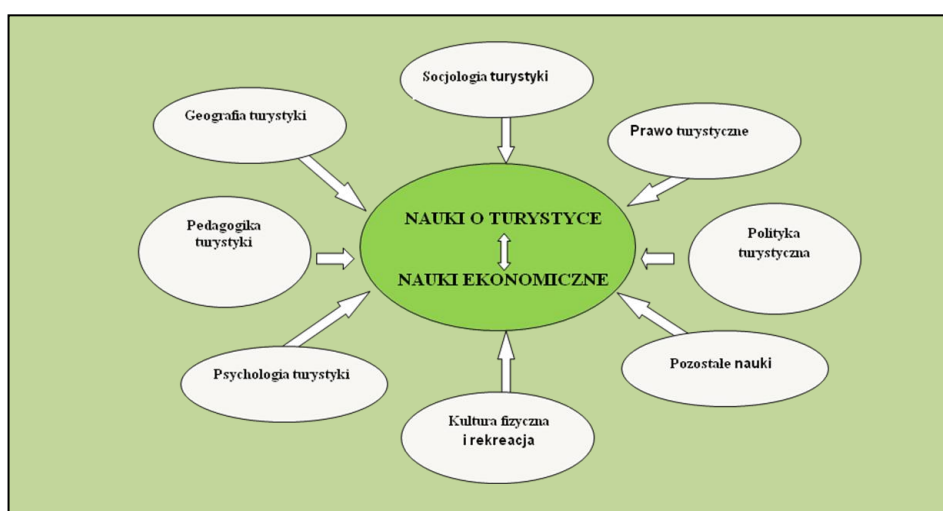 Socjologia turystyki
Geografia turystyki
Prawo turystyczne
NAUKI O TURYSTYCE
NAUKI EKONOMICZNE
Pedagogika
turystyki
Polityka
turystyczna
Psychologia turystyki
Pozostałe nauki
Kultura fizyczna
i rekreacja